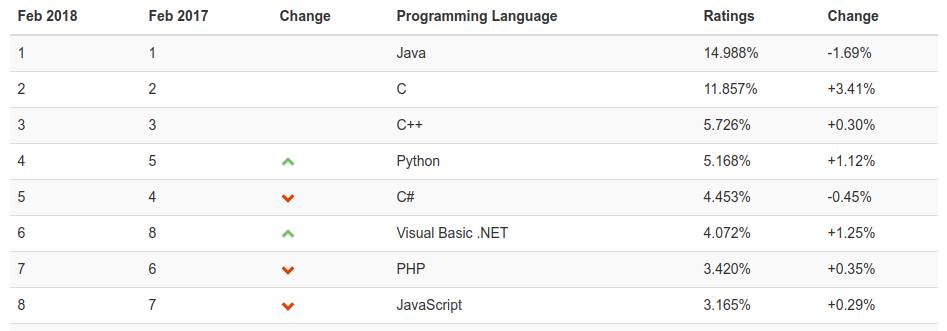 Feb 2018 Feb 2017 Change Programming Language Ratings Change
1 1 Java 14.988% -1.69%
2 2 C 11.857% +3.41%
3 3 C++ 5.726% +0.30%
4 5 Python 5.168% +1.12%
5 4 C# 4.453% -0.45%
6 8 Visual Basic .NET 4.072% +1.25%
7 6 PHP 3.420% +0.35%
8 7 JavaScript 3.165% +0.29%